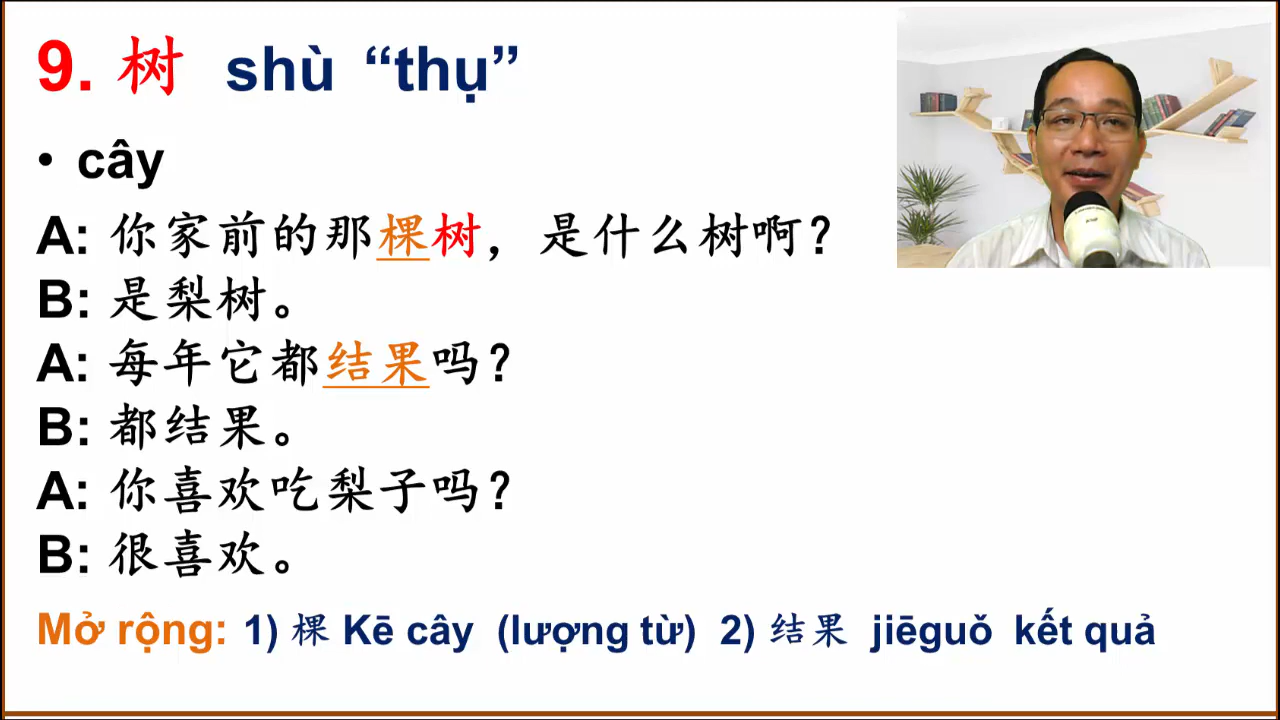 9. 树 shù “thụ”
• cây
A: 你家前的那棵树，是什么树啊？
B: 是梨树。
A: 每年它都结果吗？
B: 都结果。
A: 你喜欢吃梨子吗？
B: 很喜欢。
Mở rộng: 1) 棵 Kē cây (lượng từ) 2) 结果 jiēguǒ kết quả